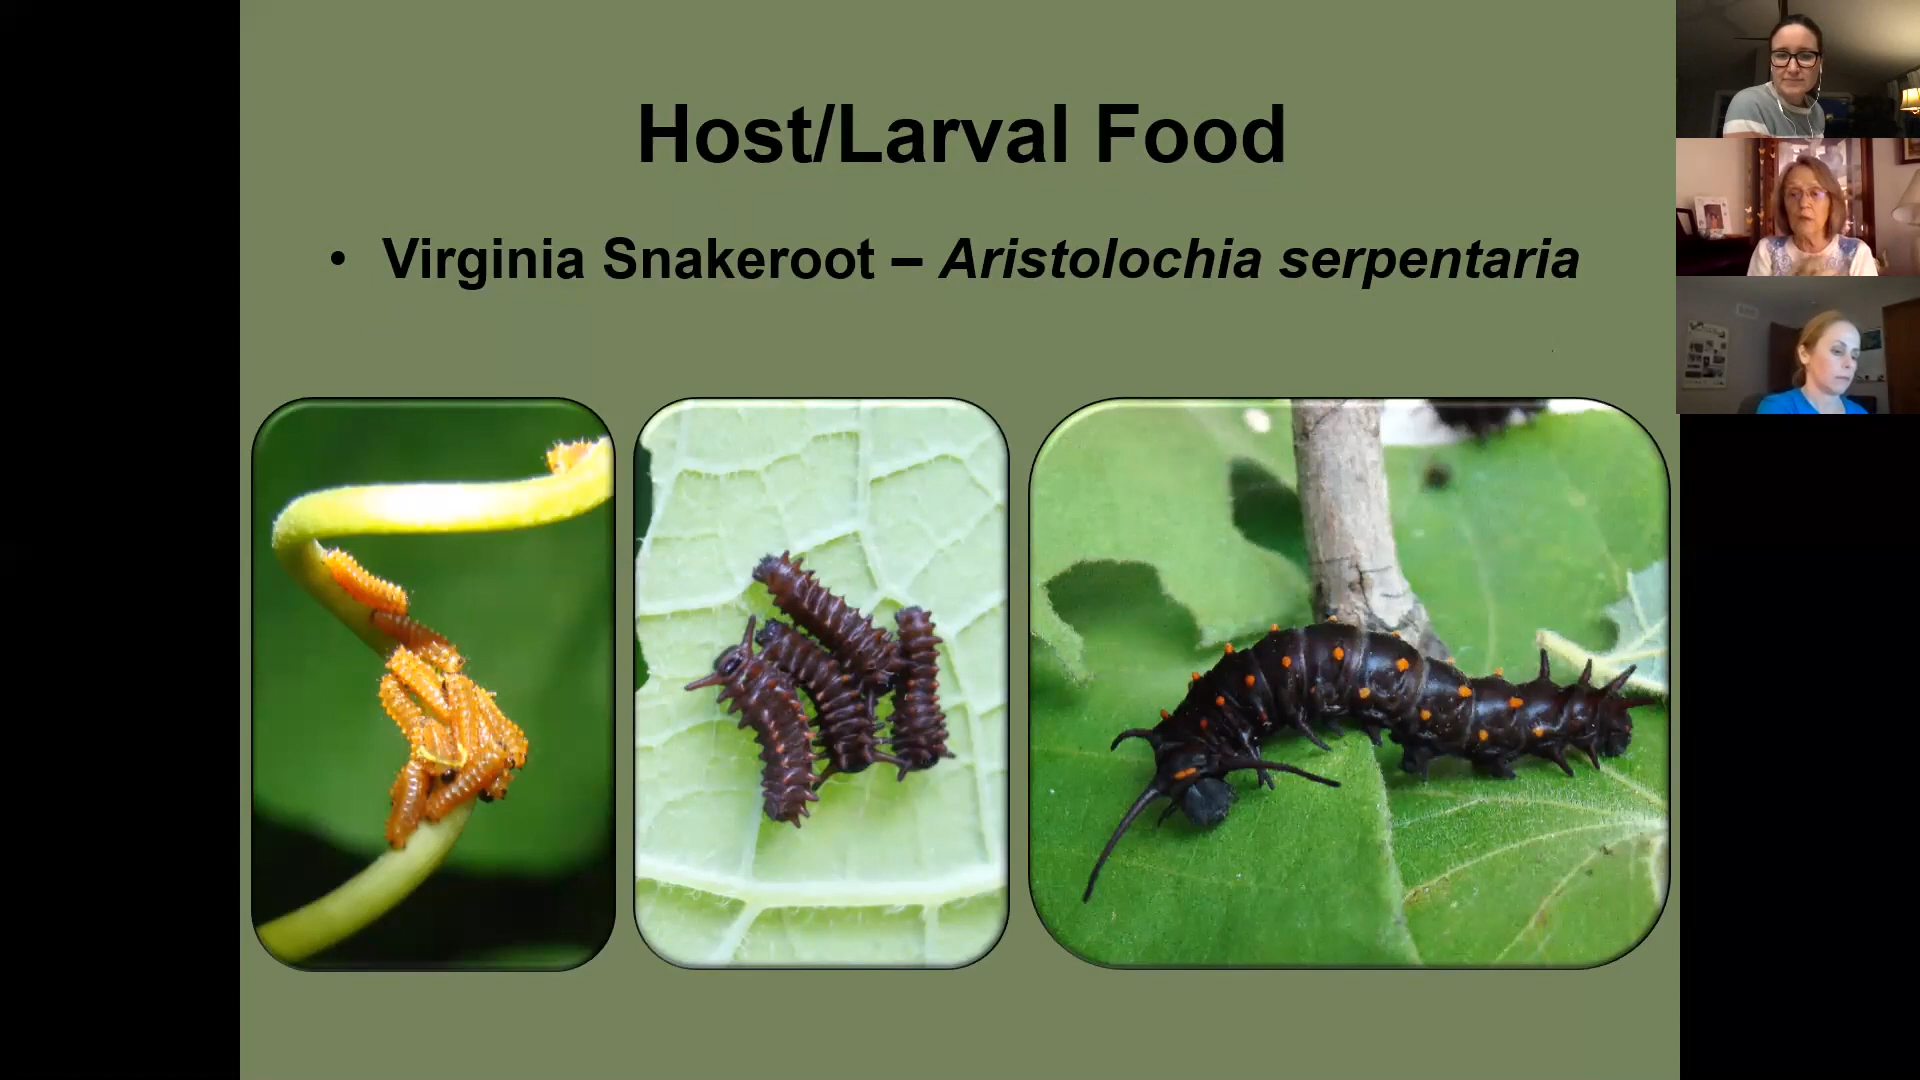 Host/Larval Food
• Virginia Snakeroot – Aristolochia serpentaria